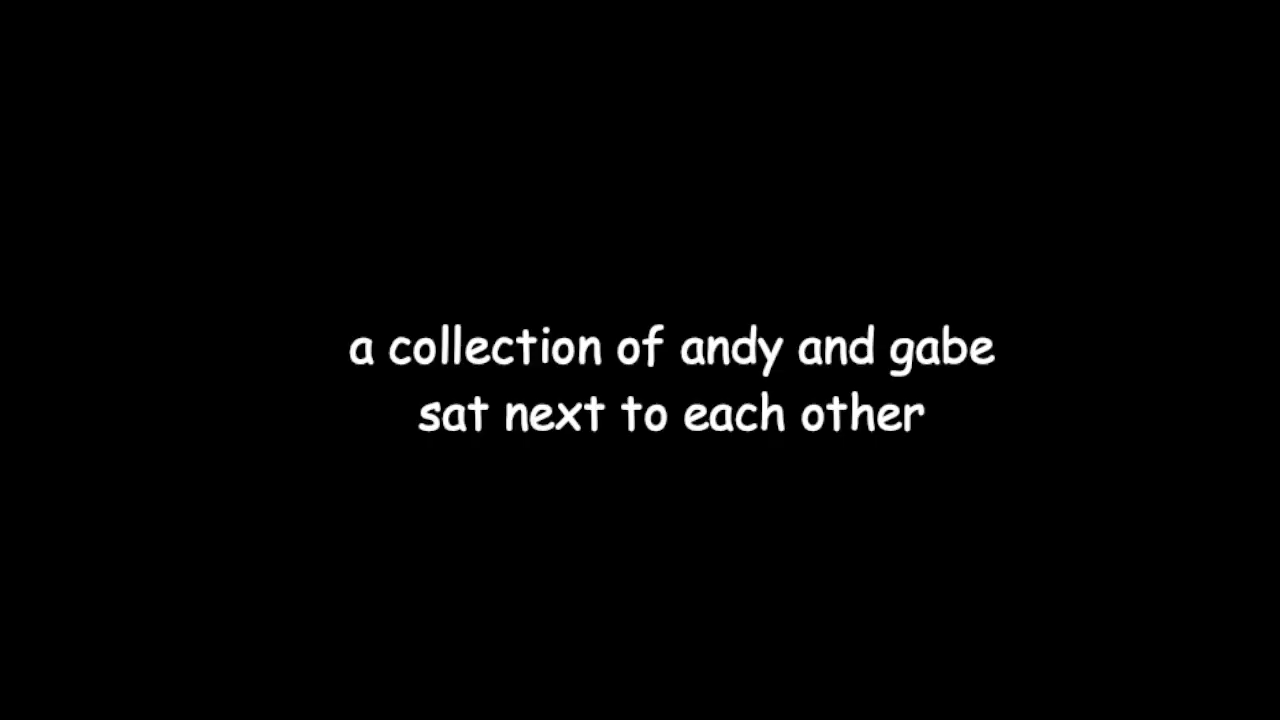 a collection of andy and gabe
sat next to each other